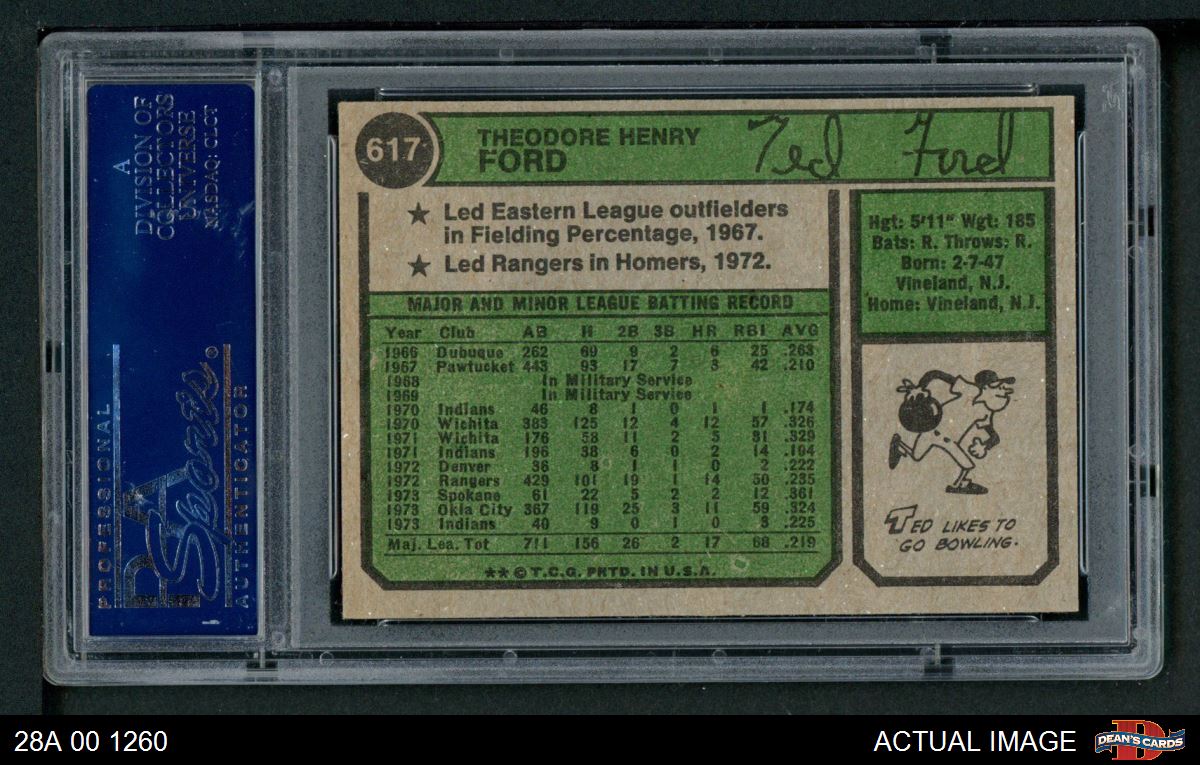 A
DIVISION OF
COLLECTORS
UNIVERSE
NASDAQ: CLCT
PSA
Sports ®
PROFESSIONAL
AUTHENTICATOR
617
THEODORE HENRY
FORD
Ted Ford
★ Led Eastern League outfielders
in Fielding Percentage, 1967.
★ Led Rangers in Homers, 1972.
MAJOR AND MINOR LEAGUE BATTING RECORD
Year Club AB H 2B 3B HR RBI AVG
1966 Dubuque 262 69 9 2 6 25 .263
1967 Pawtucket 443 93 17 7 3 42 .210
1968 In Military Service
1969 In Military Service
1970 Indians 46 8 1 0 1 1 .174
1970 Wichita 383 125 12 4 12 57 .326
1971 Wichita 176 58 11 2 5 31 .329
1971 Indians 196 38 6 0 2 14 .194
1972 Denver 36 8 1 1 0 2 .222
1972 Rangers 429 101 19 1 14 50 .235
1973 Spokane 61 22 5 2 2 12 .361
1973 Okla City 367 119 25 3 11 59 .324
1973 Indians 40 9 0 1 0 3 .225
Maj. Lea. Tot 711 156 26 2 17 68 .219
★★ © T.C.G. PRTD. IN U.S.A.
Hgt: 5'11" Wgt: 185
Bats: R. Throws: R.
Born: 2-7-47
Vineland, N.J.
Home: Vineland, N.J.
TED LIKES TO
GO BOWLING.
28A 00 1260
ACTUAL IMAGE
D
DEAN'S CARDS